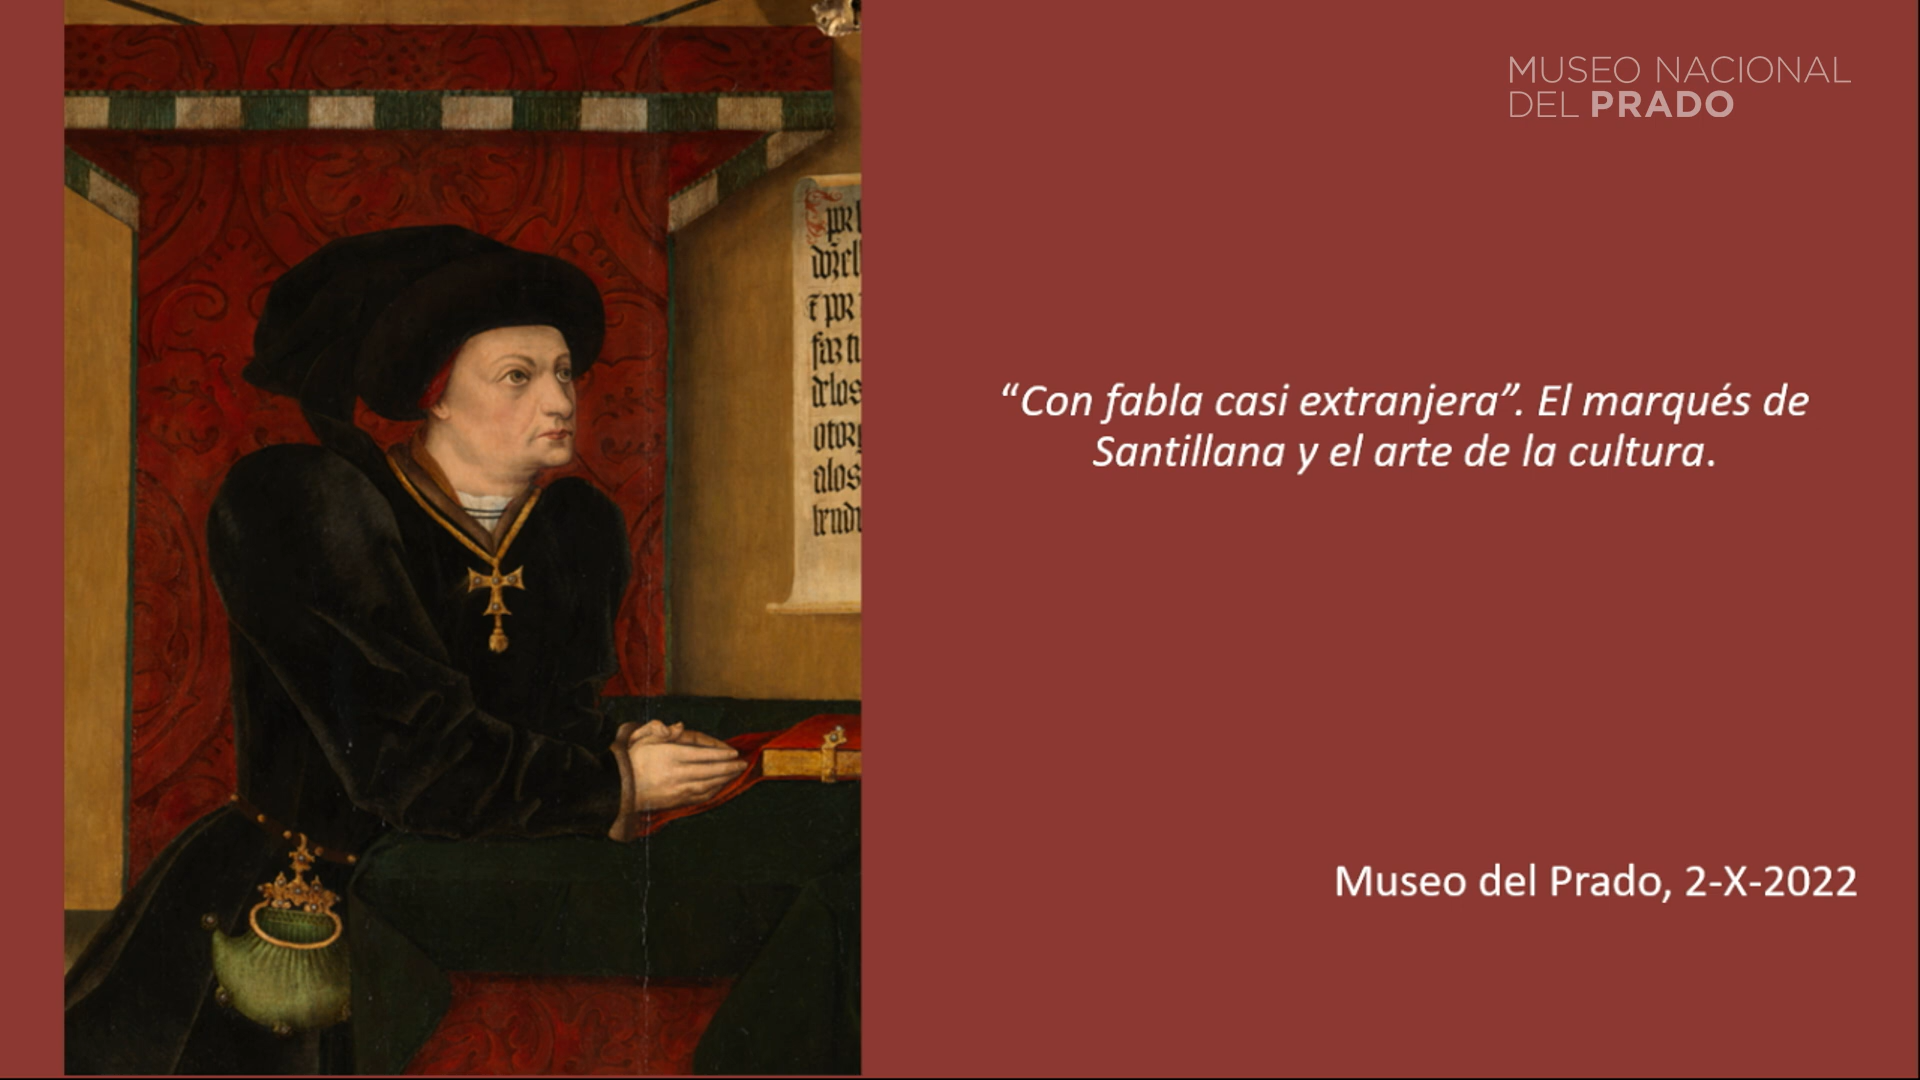 MUSEO NACIONAL
DEL PRADO
“Con fabla casi extranjera”. El marqués de
Santillana y el arte de la cultura.
Museo del Prado, 2-X-2022